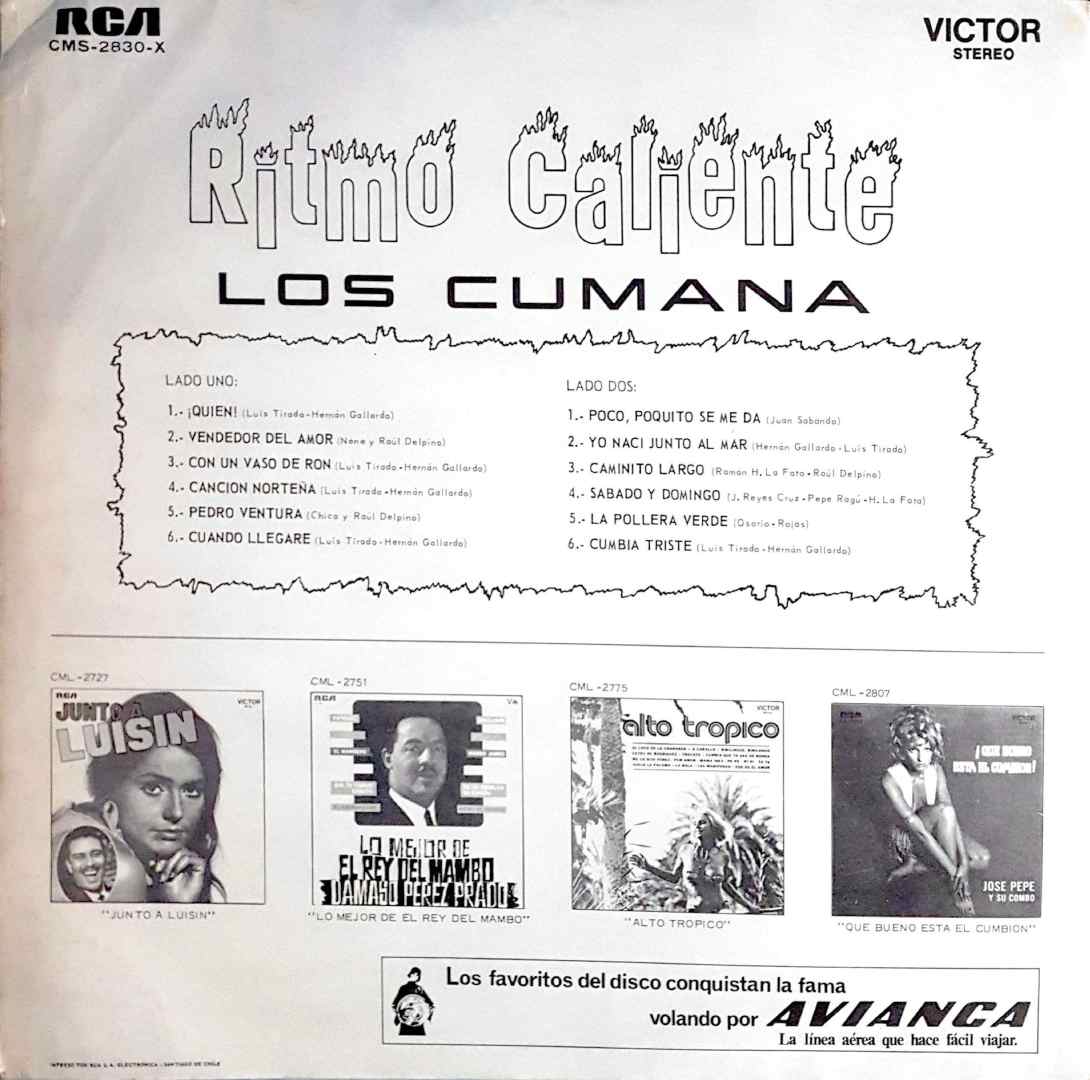 RCA
CMS-2830-X
VICTOR
STEREO
Ritmo Caliente
LOS CUMANA
LADO UNO:
1.- ¡QUIEN! (Luis Tirado-Hernán Gallardo)
2.- VENDEDOR DEL AMOR (Nene y Raúl Delpino)
3.- CON UN VASO DE RON (Luis Tirado-Hernán Gallardo)
4.- CANCION NORTEÑA (Luis Tirado-Hernán Gallardo)
5.- PEDRO VENTURA (Chico y Raúl Delpino)
6.- CUANDO LLEGARE (Luis Tirado-Hernán Gallardo)
LADO DOS:
1.- POCO, POQUITO SE ME DA (Juan Sabando)
2.- YO NACI JUNTO AL MAR (Hernán Gallardo-Luis Tirado)
3.- CAMINITO LARGO (Ramon H. La Fata-Raúl Delpino)
4.- SABADO Y DOMINGO (J. Reyes Cruz-Pepe Ragú-H. La Fata)
5.- LA POLLERA VERDE (Osorio-Rojas)
6.- CUMBIA TRISTE (Luis Tirado-Hernán Gallardo)
CML -2727
RCA
VICTOR
JUNTO A
LUISIN
"JUNTO A LUISIN"
CML -2751
RCA
LO MEJOR DE
EL REY DEL MAMBO
DAMASO PEREZ PRADO
"LO MEJOR DE EL REY DEL MAMBO"
CML -2775
VICTOR
alto tropico
"ALTO TROPICO"
CML -2807
¡QUE BUENO
ESTA EL CUMBION!
JOSE PEPE
Y SU COMBO
"QUE BUENO ESTA EL CUMBION"
Los favoritos del disco conquistan la fama
volando por AVIANCA
La línea aérea que hace fácil viajar.
IMPRESO POR RCA S.A. ELECTRONICA - SANTIAGO DE CHILE